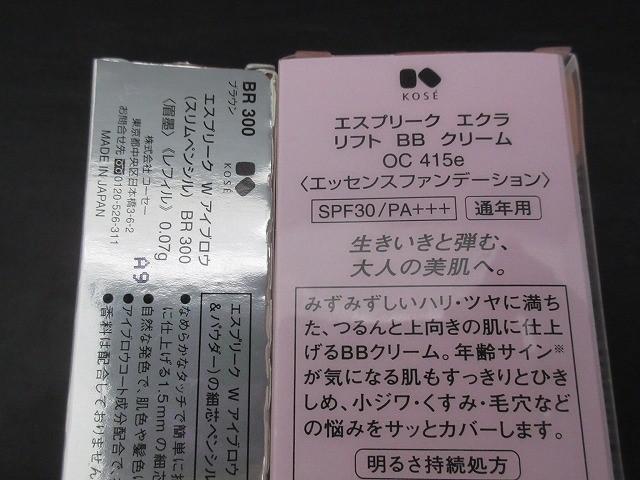 BR 300
ブラウン
KOSÉ
エスプリーク W アイブロウ
(スリムペンシル) BR 300
〈眉墨〉《レフィル》 0.07g
株式会社 コーセー
東京都中央区日本橋3-6-2
お問合せ先 0120-526-311
MADE IN JAPAN
A9
エスプリーク W アイブロウ
&パウダー)の細芯ペンシル
●なめらかなタッチで簡単に
に仕上げる1.5mmの細芯
●自然な発色で、肌色や髪色
●アイブロウコート成分配合で、
●香料は配合しておりません
KOSÉ
エスプリーク エクラ
リフト BB クリーム
OC 415e
〈エッセンスファンデーション〉
SPF30/PA+++ 通年用
生きいきと弾む、
大人の美肌へ。
みずみずしいハリ・ツヤに満ち
た、つるんと上向きの肌に仕上
げるBBクリーム。年齢サイン※
が気になる肌もすっきりとひき
しめ、小ジワ・くすみ・毛穴など
の悩みをサッとカバーします。
明るさ持続処方